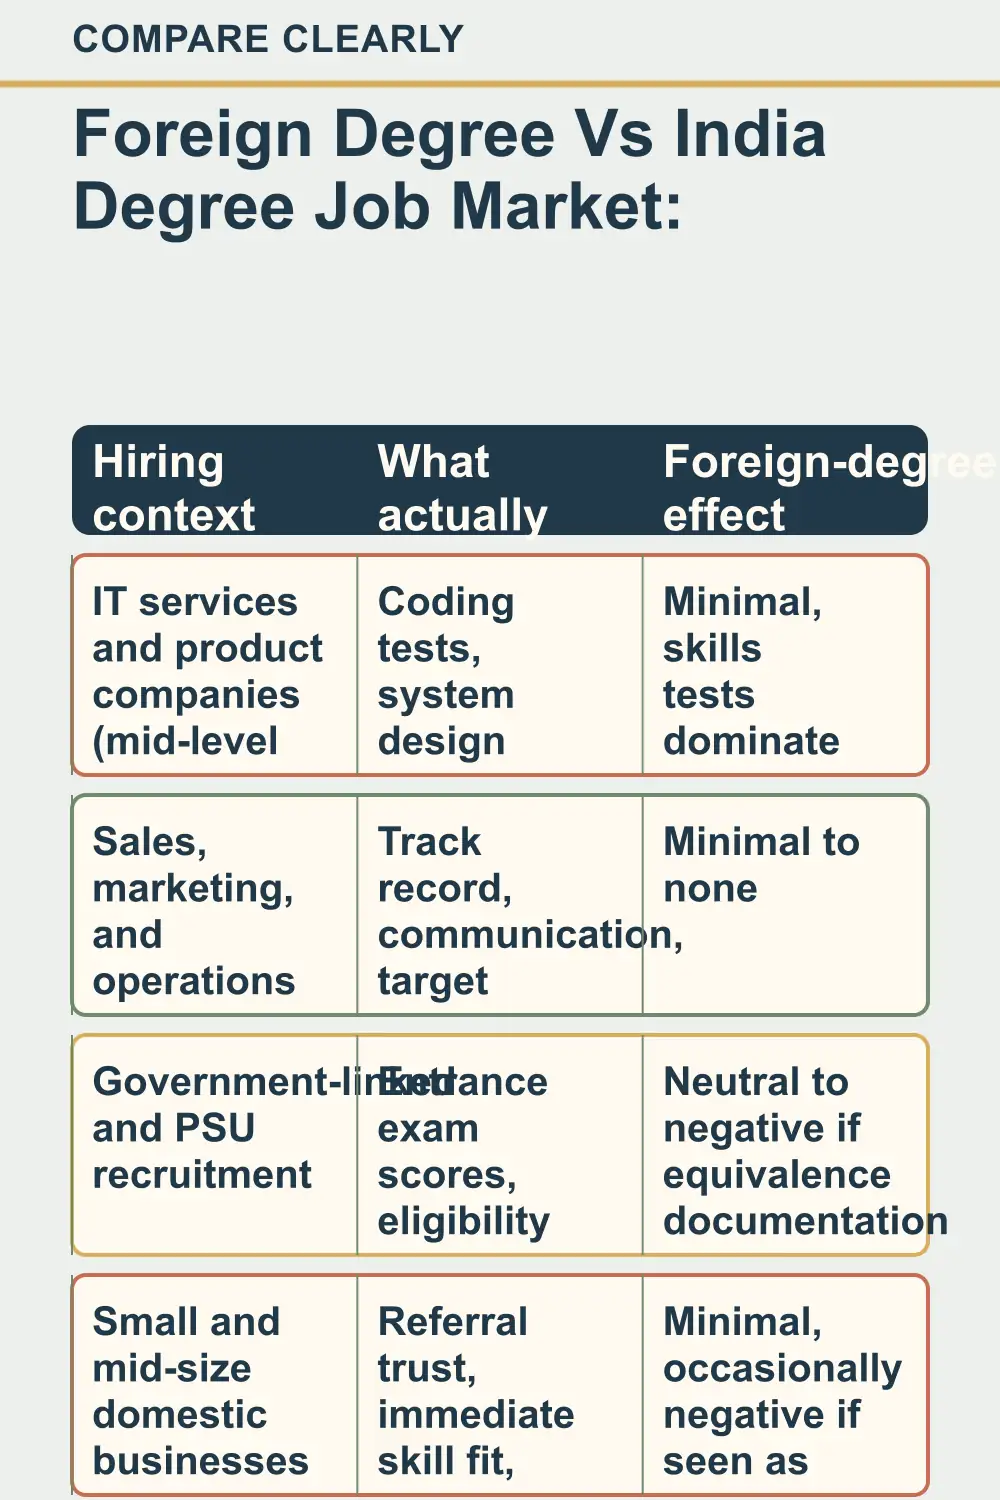 COMPARE CLEARLY
Foreign Degree Vs India
Degree Job Market:
Hiring
context
What
actually
Foreign-degree
effect
IT services
and product
companies
(mid-level
Coding
tests,
system
design
Minimal,
skills
tests
dominate
Sales,
marketing,
and
operations
Track
record,
communication,
target
Minimal to
none
Government-linked
and PSU
recruitment
Entrance
exam
scores,
eligibility
Neutral to
negative if
equivalence
documentation
Small and
mid-size
domestic
businesses
Referral
trust,
immediate
skill fit,
Minimal,
occasionally
negative if
seen as